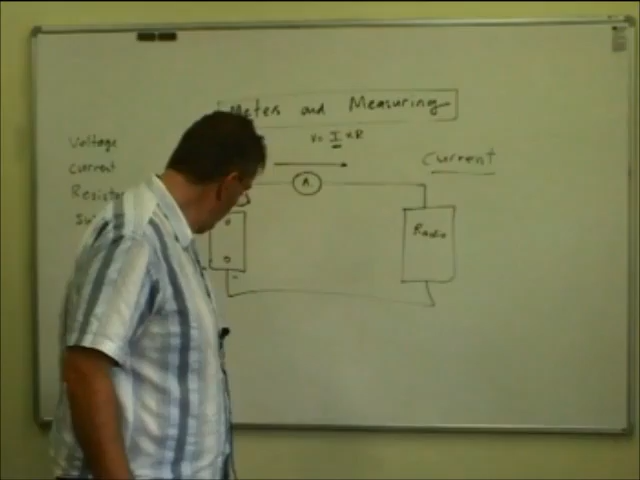 Meters and Measuring
V = I x R
Voltage
Current
Current
A
Radio